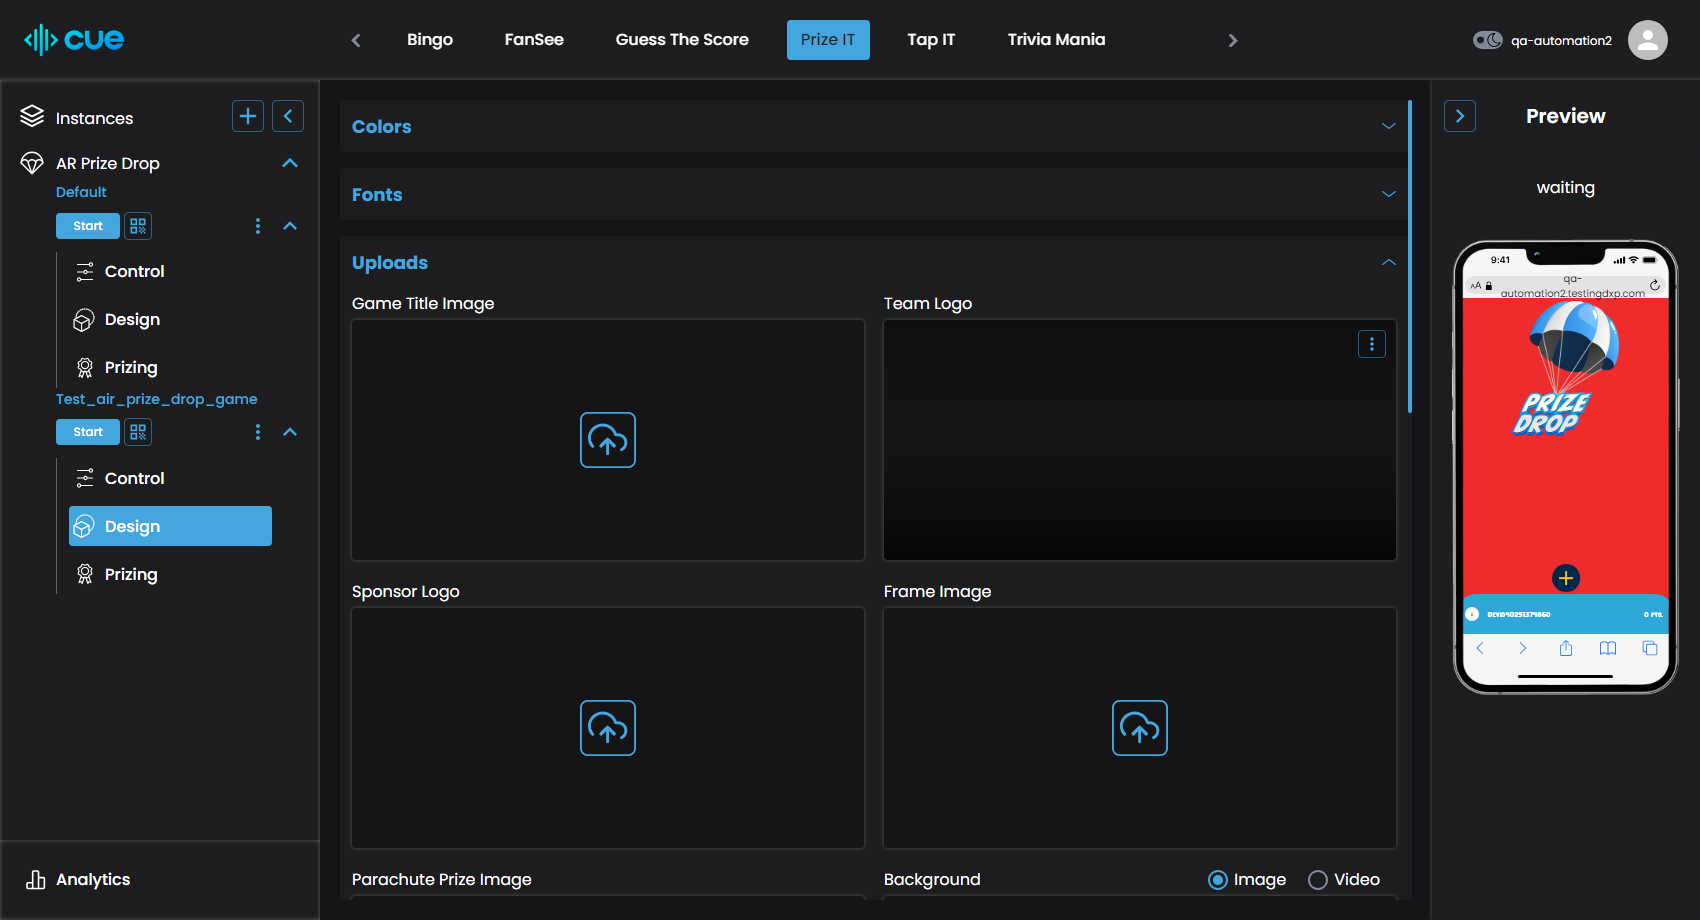 cue
Bingo
FanSee
Guess The Score
Prize IT
Tap IT
Trivia Mania
qa-automation2
Instances
AR Prize Drop
Default
Start
Control
Design
Prizing
Test_air_prize_drop_game
Start
Control
Design
Prizing
Analytics
Colors
Fonts
Uploads
Game Title Image
Team Logo
Sponsor Logo
Frame Image
Parachute Prize Image
Background
Image
Video
Preview
waiting
9:41
AA
qa-
automation2.testingdxp.com
PRIZE
DROP
0 PTS.